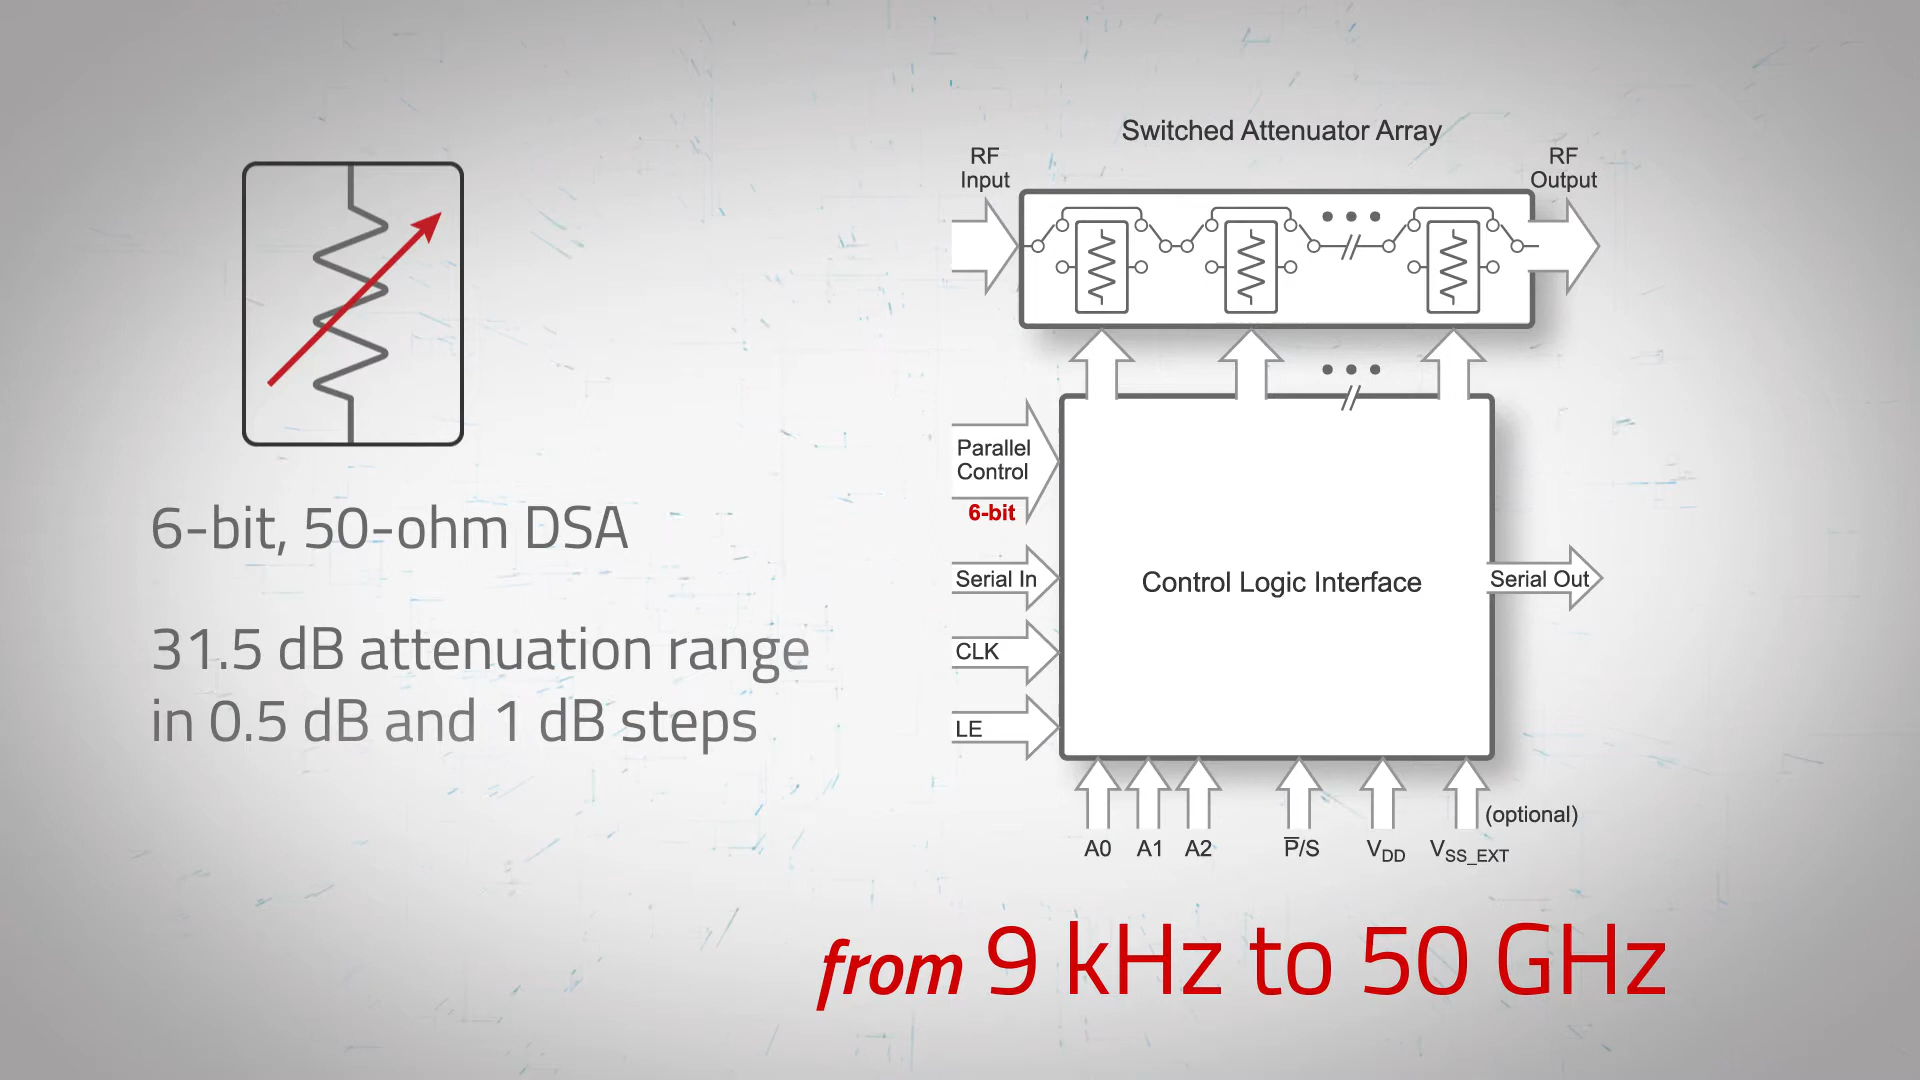 Switched Attenuator Array
RF
Input
RF
Output
6-bit, 50-ohm DSA
31.5 dB attenuation range
in 0.5 dB and 1 dB steps
Parallel
Control
6-bit
Serial In
CLK
LE
Control Logic Interface
Serial Out
(optional)
A0 A1 A2 P̅/S V_DD V_SS_EXT
from 9 kHz to 50 GHz